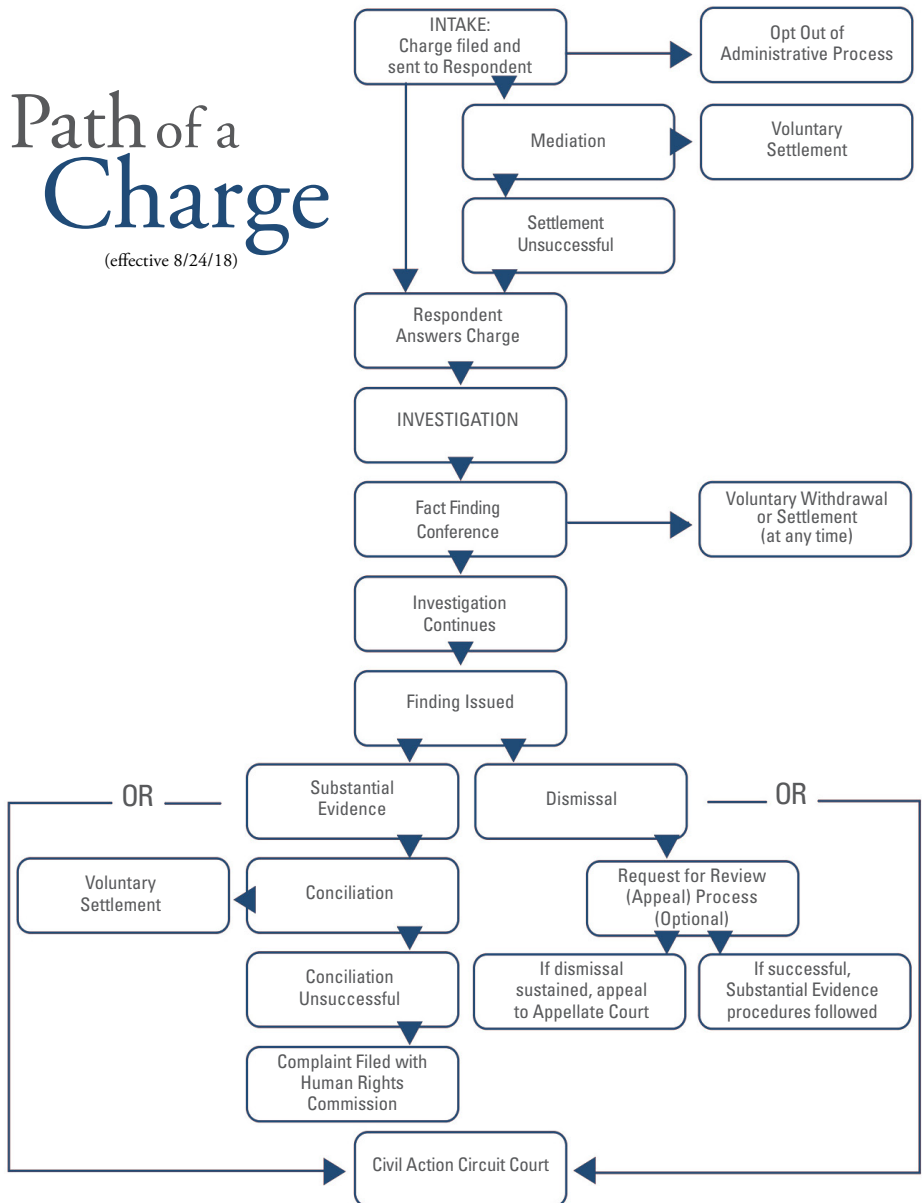 Path of a
Charge
(effective 8/24/18)
INTAKE:
Charge filed and
sent to Respondent
Opt Out of
Administrative Process
Mediation
Voluntary
Settlement
Settlement
Unsuccessful
Respondent
Answers Charge
INVESTIGATION
Fact Finding
Conference
Voluntary Withdrawal
or Settlement
(at any time)
Investigation
Continues
Finding Issued
OR
Substantial
Evidence
Dismissal
OR
Voluntary
Settlement
Conciliation
Request for Review
(Appeal) Process
(Optional)
Conciliation
Unsuccessful
If dismissal
sustained, appeal
to Appellate Court
If successful,
Substantial Evidence
procedures followed
Complaint Filed with
Human Rights
Commission
Civil Action Circuit Court